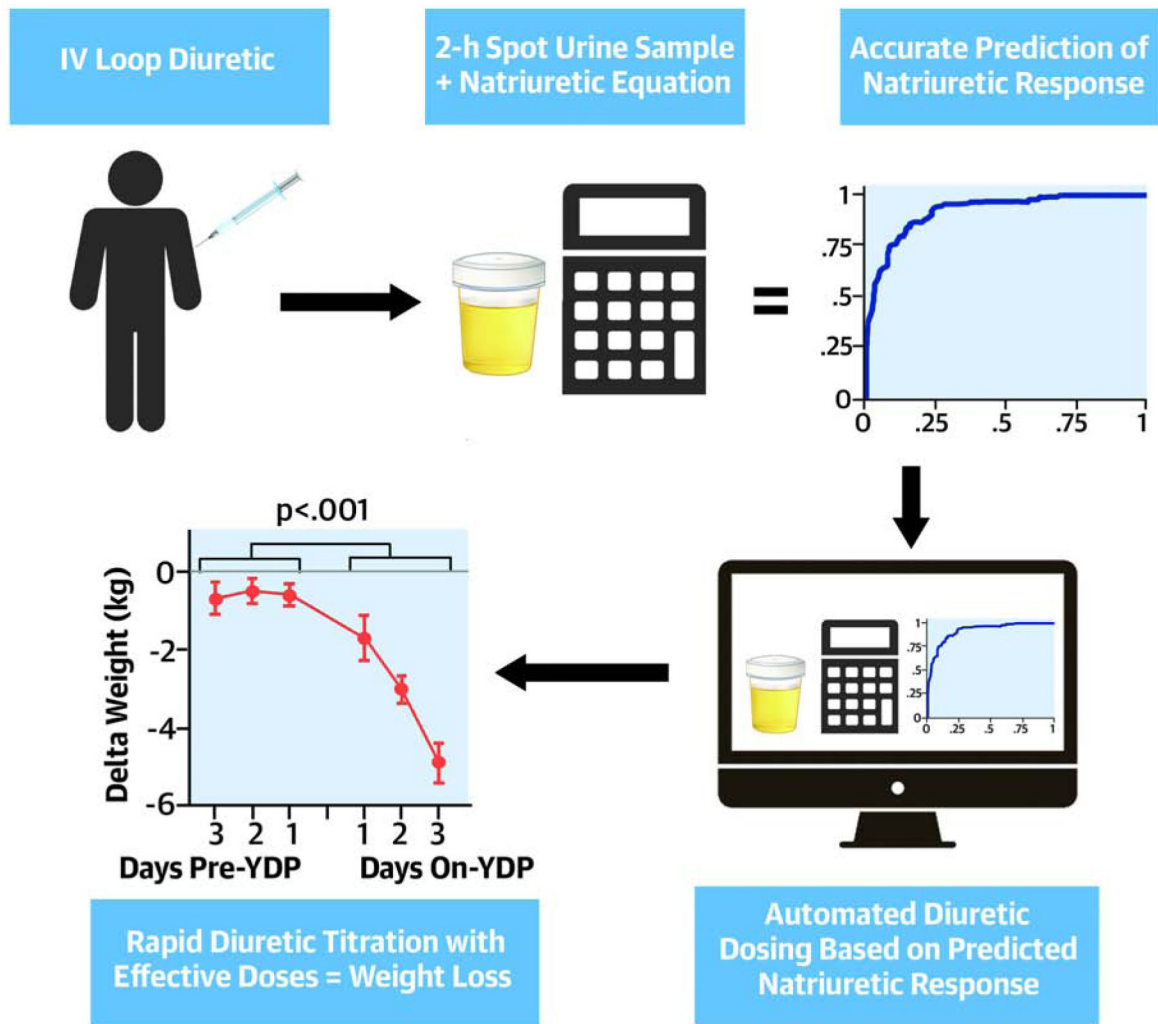 IV Loop Diuretic
2-h Spot Urine Sample
+ Natriuretic Equation
Accurate Prediction of
Natriuretic Response
=
1
.75
.5
.25
0
0 .25 .5 .75 1
p<.001
Delta Weight (kg)
0
-2
-4
-6
3 2 1 1 2 3
Days Pre-YDP Days On-YDP
1
.75
.5
.25
0
0 .25 .5 .75 1
Rapid Diuretic Titration with
Effective Doses = Weight Loss
Automated Diuretic
Dosing Based on Predicted
Natriuretic Response